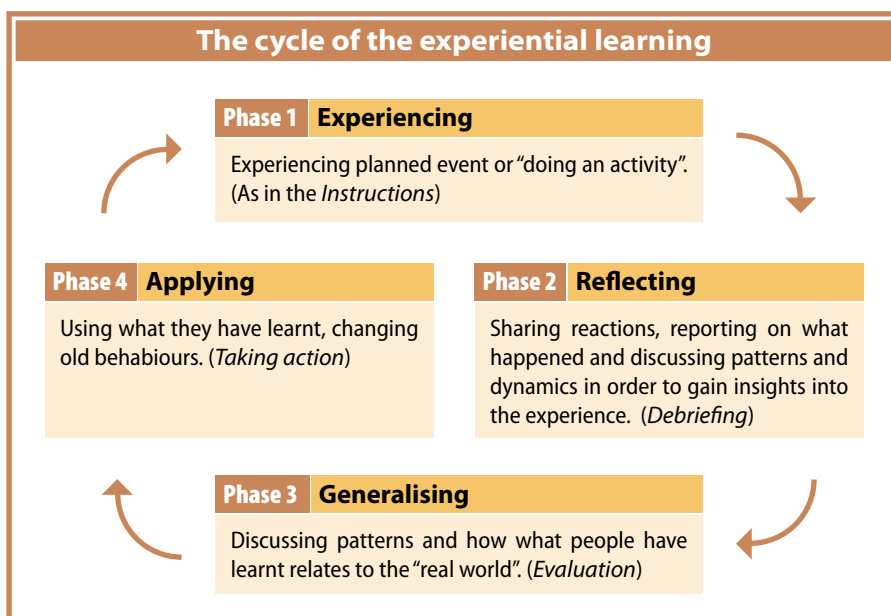 The cycle of the experiential learning
Phase 1 Experiencing
Experiencing planned event or “doing an activity”.
(As in the Instructions)
Phase 2 Reflecting
Sharing reactions, reporting on what
happened and discussing patterns and
dynamics in order to gain insights into
the experience. (Debriefing)
Phase 3 Generalising
Discussing patterns and how what people have
learnt relates to the “real world”. (Evaluation)
Phase 4 Applying
Using what they have learnt, changing
old behabiours. (Taking action)